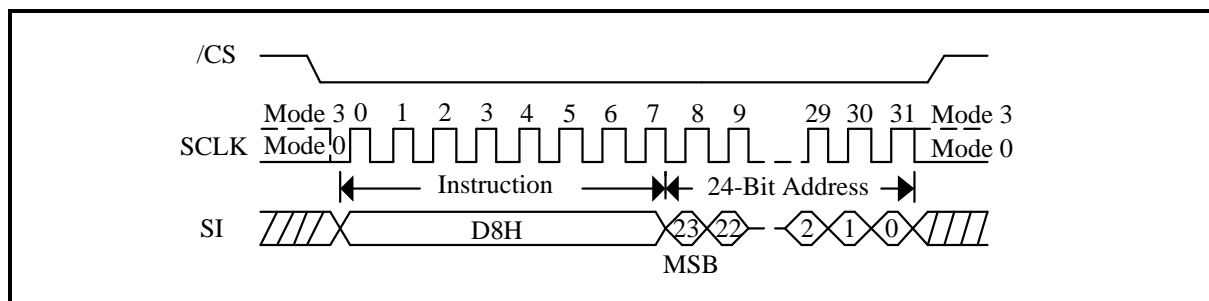 /CS
Mode 3 0 1 2 3 4 5 6 7 8 9 29 30 31 Mode 3
SCLK Mode 0 Mode 0
Instruction 24-Bit Address
SI D8H 23 22 2 1 0
MSB